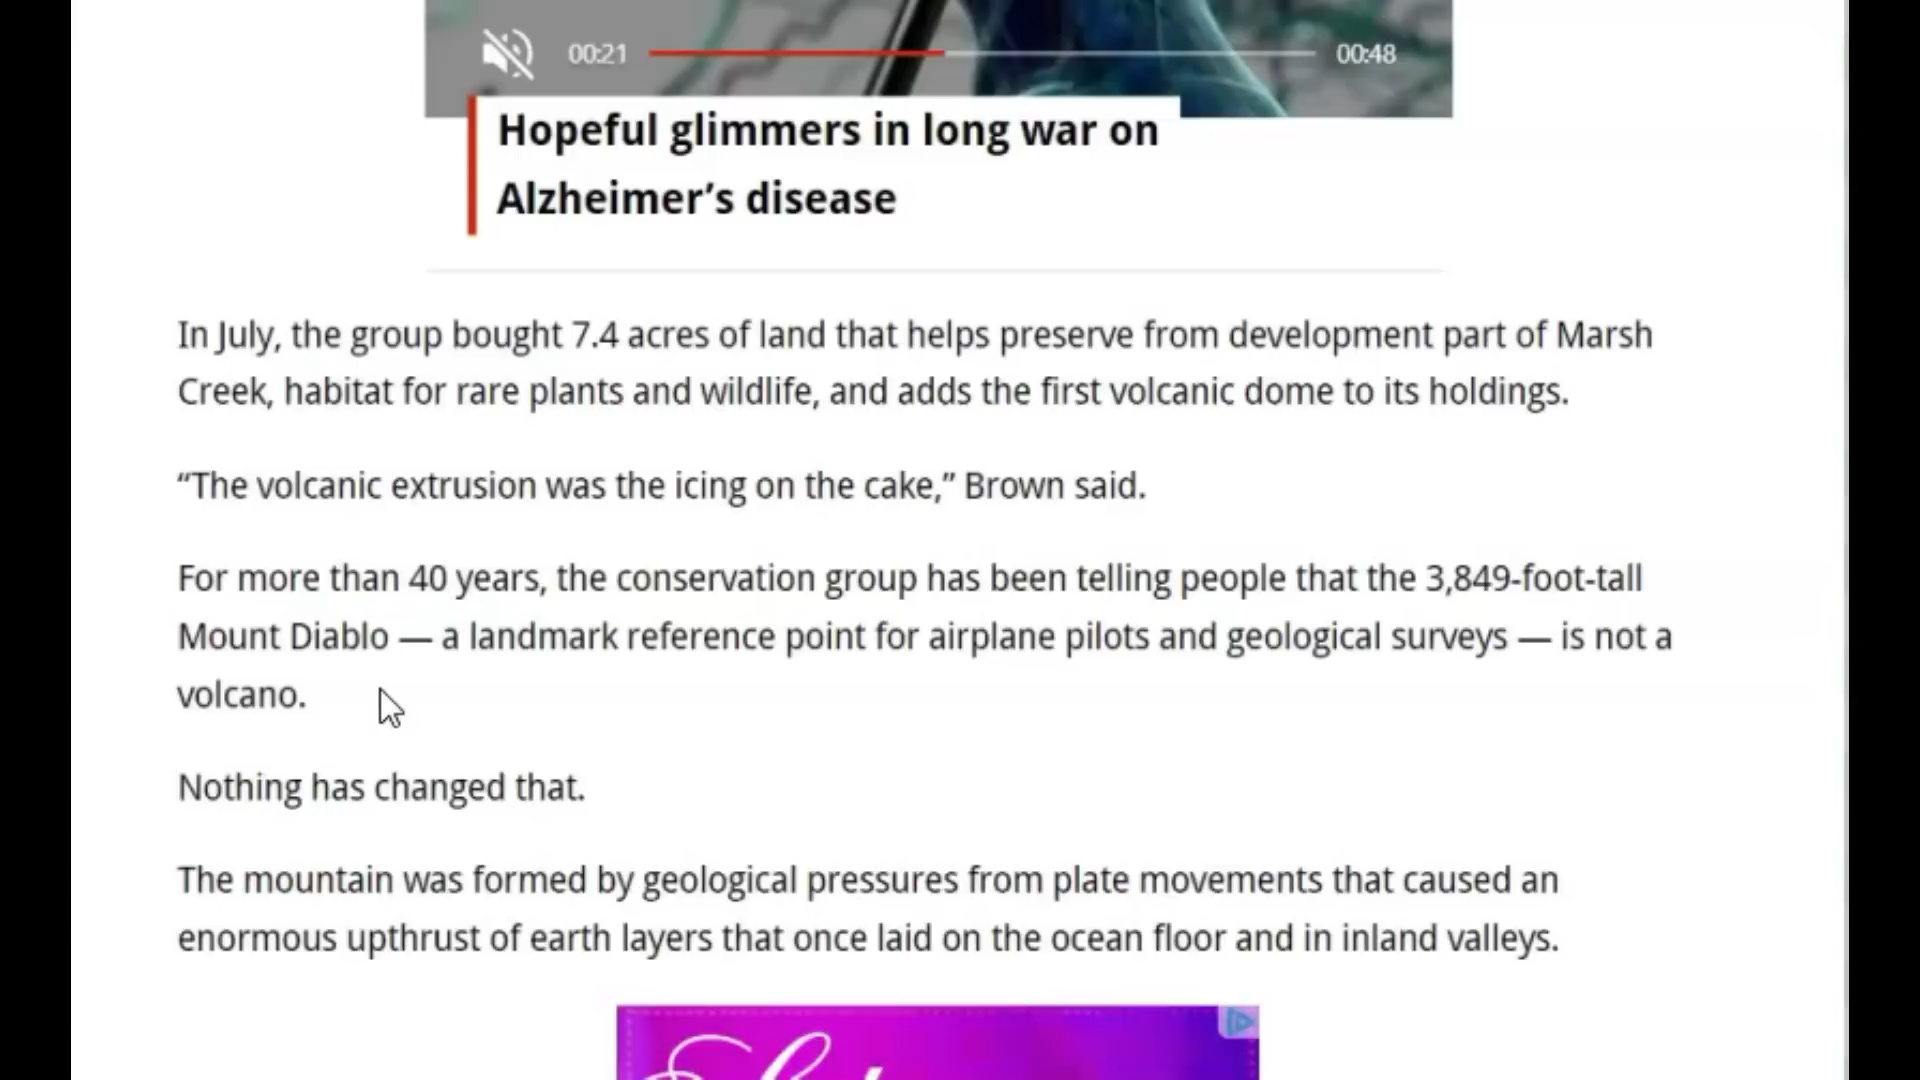 00:21
00:48
Hopeful glimmers in long war on
Alzheimer’s disease
In July, the group bought 7.4 acres of land that helps preserve from development part of Marsh
Creek, habitat for rare plants and wildlife, and adds the first volcanic dome to its holdings.
“The volcanic extrusion was the icing on the cake,” Brown said.
For more than 40 years, the conservation group has been telling people that the 3,849-foot-tall
Mount Diablo — a landmark reference point for airplane pilots and geological surveys — is not a
volcano.
Nothing has changed that.
The mountain was formed by geological pressures from plate movements that caused an
enormous upthrust of earth layers that once laid on the ocean floor and in inland valleys.